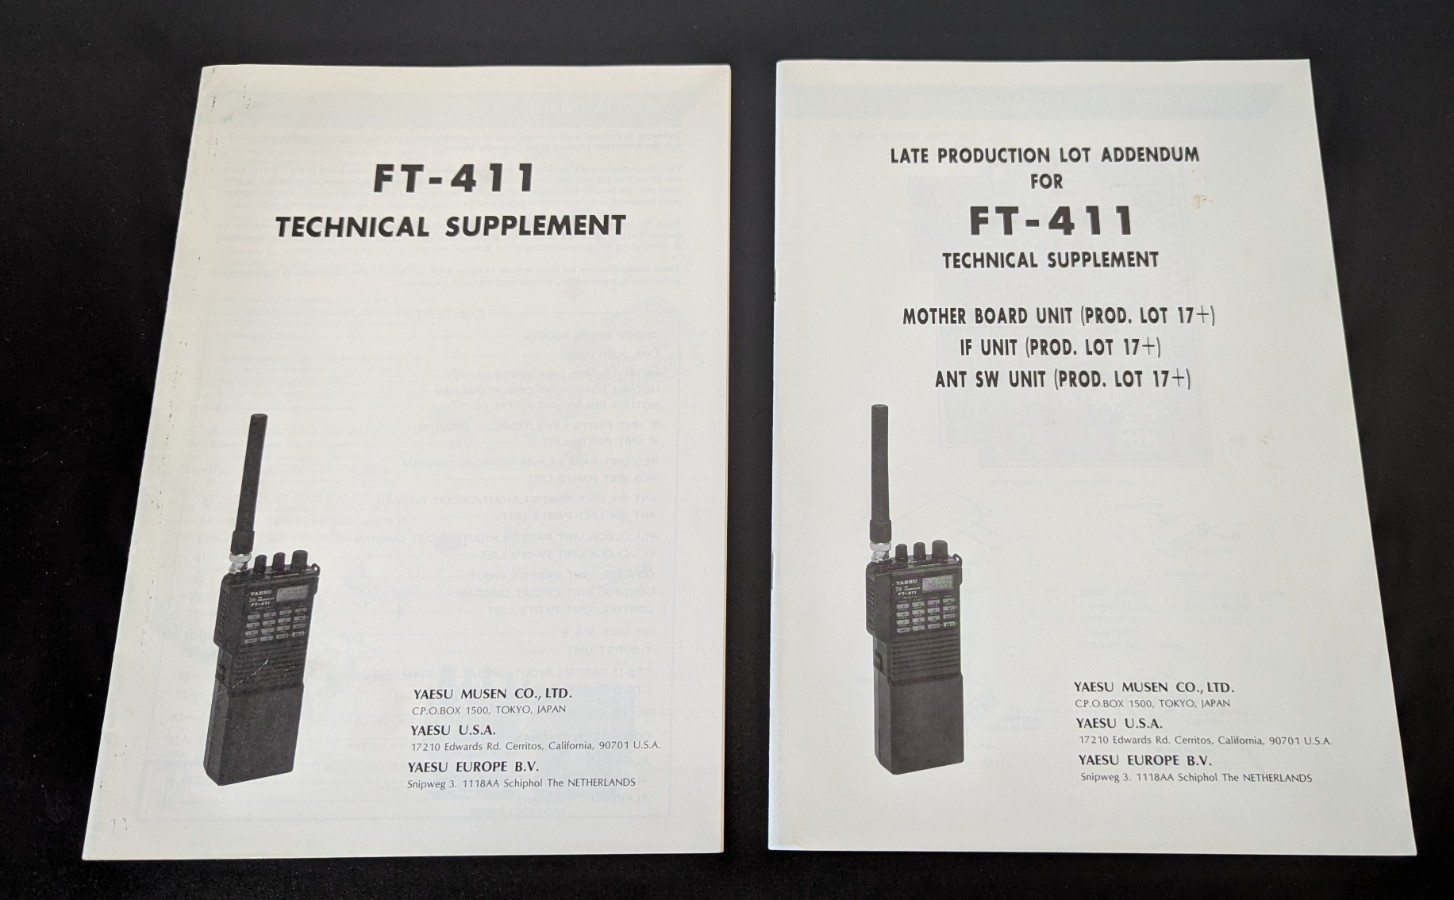 FT-411
TECHNICAL SUPPLEMENT
YAESU
FT-411
YAESU MUSEN CO., LTD.
C.P.O.BOX 1500, TOKYO, JAPAN
YAESU U.S.A.
17210 Edwards Rd. Cerritos, California, 90701 U.S.A.
YAESU EUROPE B.V.
Snipweg 3. 1118AA Schiphol The NETHERLANDS
LATE PRODUCTION LOT ADDENDUM
FOR
FT-411
TECHNICAL SUPPLEMENT
MOTHER BOARD UNIT (PROD. LOT 17+)
IF UNIT (PROD. LOT 17+)
ANT SW UNIT (PROD. LOT 17+)
YAESU
FT-411
YAESU MUSEN CO., LTD.
C.P.O.BOX 1500, TOKYO, JAPAN
YAESU U.S.A.
17210 Edwards Rd. Cerritos, California, 90701 U.S.A.
YAESU EUROPE B.V.
Snipweg 3. 1118AA Schiphol The NETHERLANDS